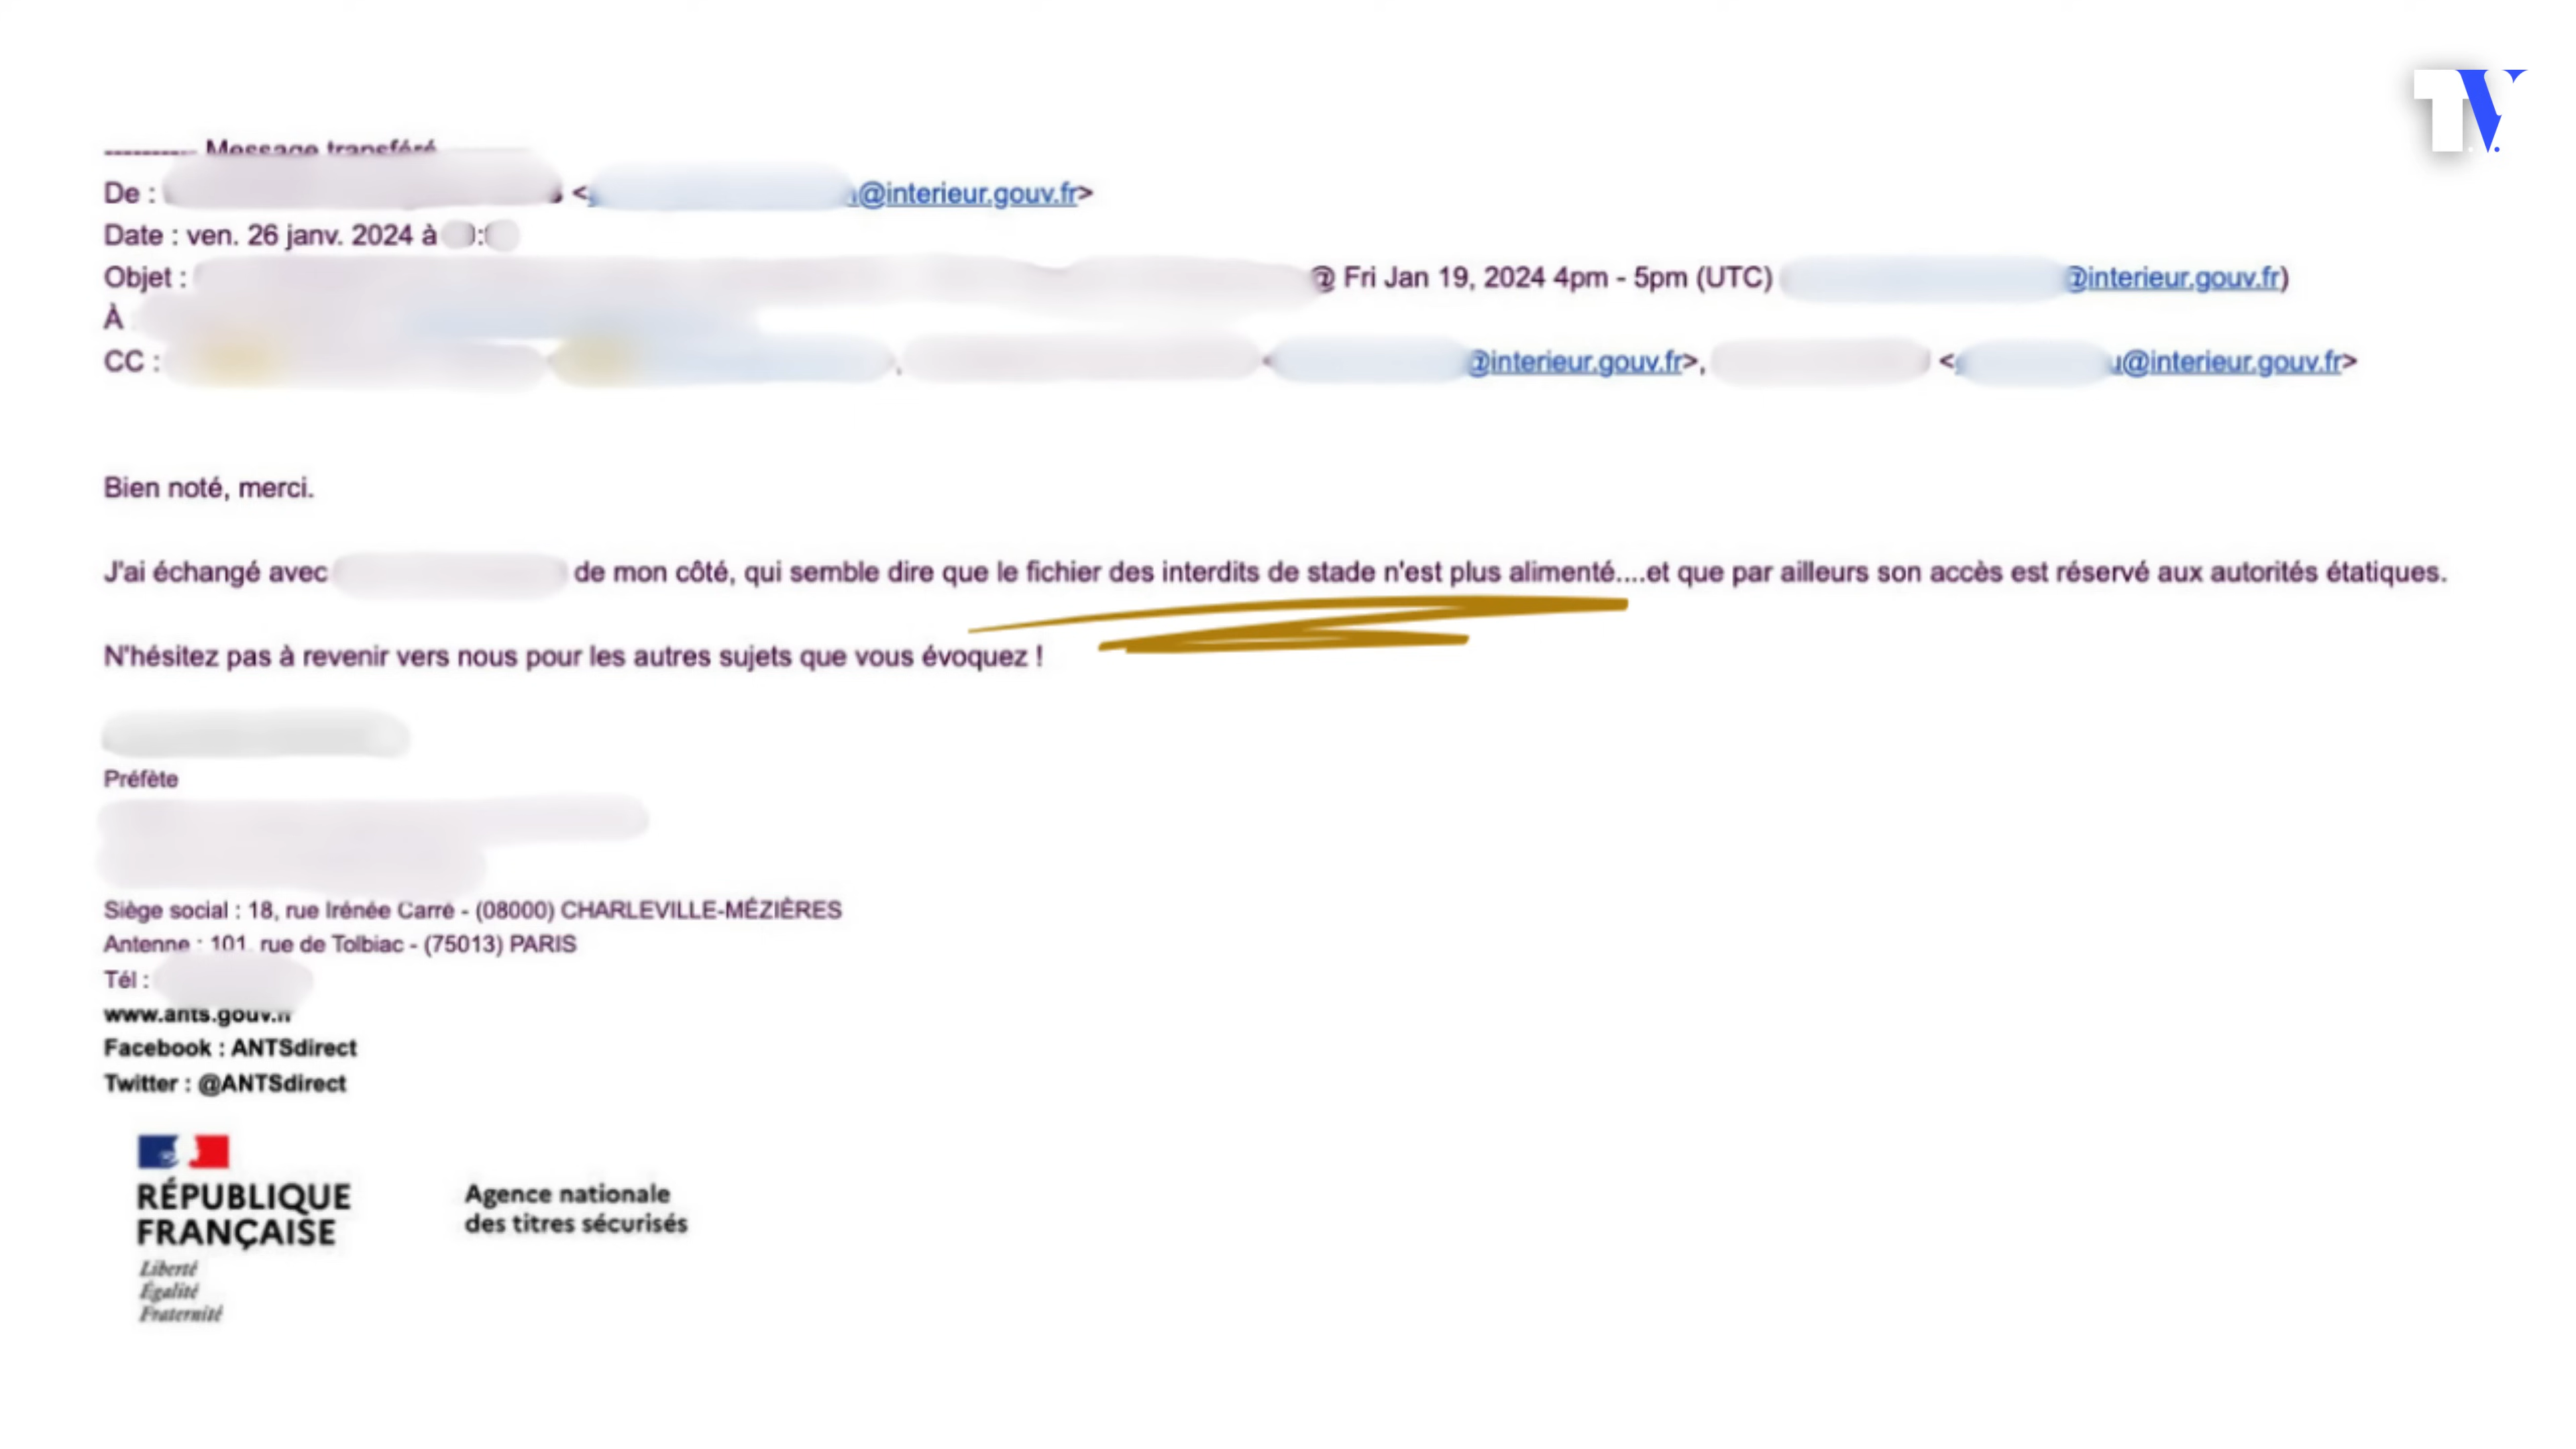 TV
---------- Message transféré
De : < @interieur.gouv.fr>
Date : ven. 26 janv. 2024 à :
Objet : @ Fri Jan 19, 2024 4pm - 5pm (UTC) @interieur.gouv.fr)
À
CC : , < @interieur.gouv.fr>, < u@interieur.gouv.fr>
Bien noté, merci.
J'ai échangé avec de mon côté, qui semble dire que le fichier des interdits de stade n'est plus alimenté....et que par ailleurs son accès est réservé aux autorités étatiques.
N'hésitez pas à revenir vers nous pour les autres sujets que vous évoquez !
Préfète
Siège social : 18, rue Irénée Carré - (08000) CHARLEVILLE-MÉZIÈRES
Antenne : 101, rue de Tolbiac - (75013) PARIS
Tél :
www.ants.gouv.fr
Facebook : ANTSdirect
Twitter : @ANTSdirect
RÉPUBLIQUE
FRANÇAISE
Liberté
Égalité
Fraternité
Agence nationale
des titres sécurisés